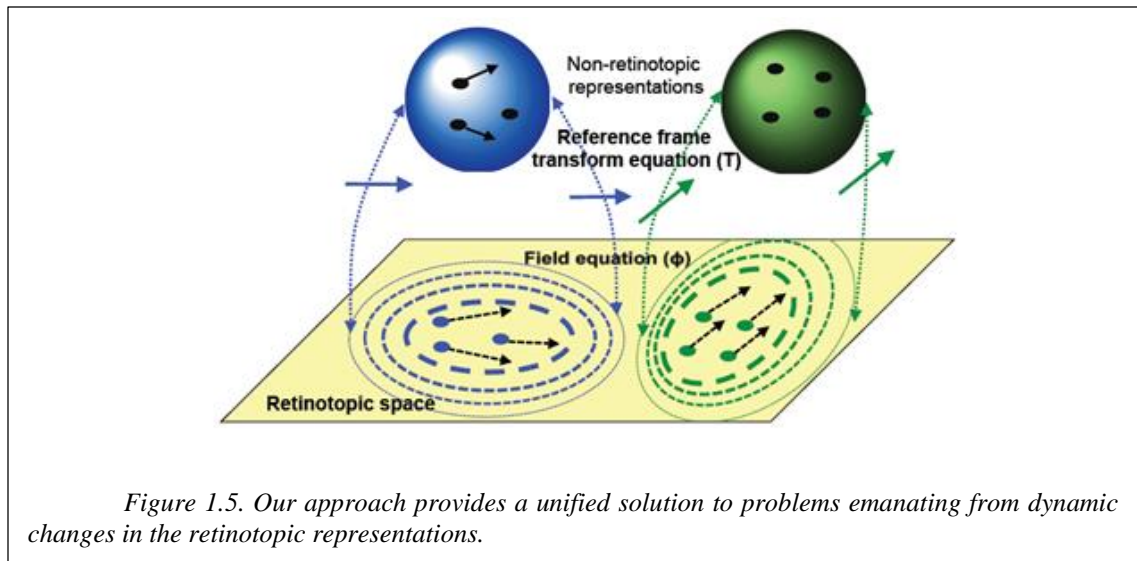 Non-retinotopic
representations
Reference frame
transform equation (T)
Field equation (ϕ)
Retinotopic space
Figure 1.5. Our approach provides a unified solution to problems emanating from dynamic
changes in the retinotopic representations.